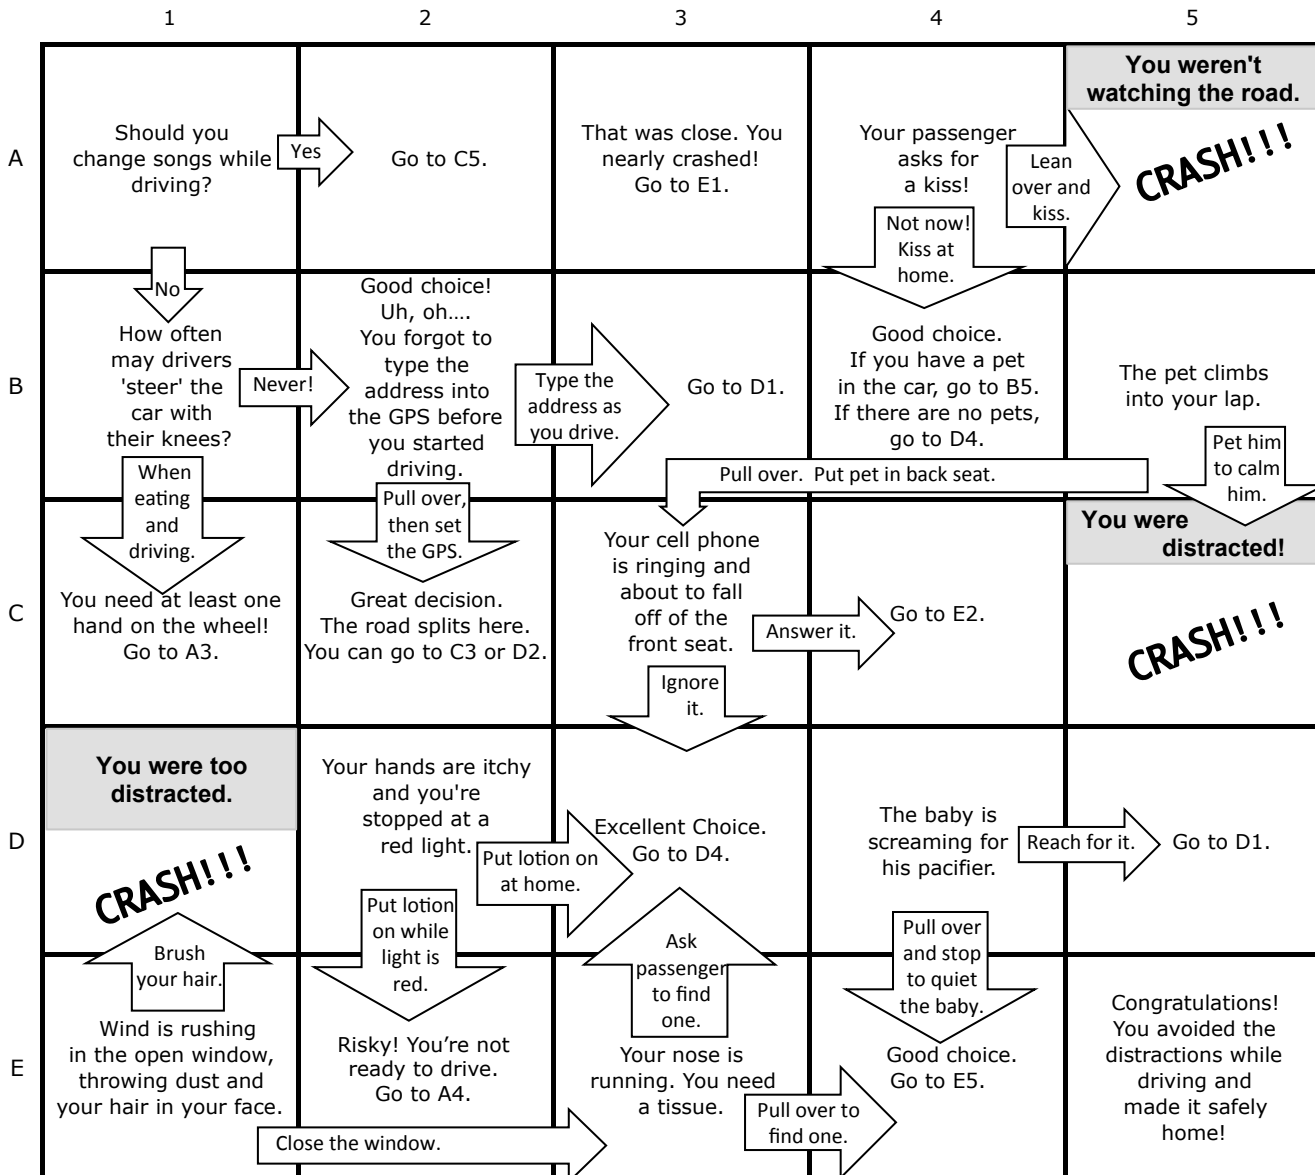 1 2 3 4 5
A
Should you
change songs while
driving?
Yes
Go to C5.
That was close. You
nearly crashed!
Go to E1.
Your passenger
asks for
a kiss!
Lean
over and
kiss.
You weren't
watching the road.
CRASH!!!
No
Not now!
Kiss at
home.
B
How often
may drivers
'steer' the
car with
their knees?
Never!
Good choice!
Uh, oh....
You forgot to
type the
address into
the GPS before
you started
driving.
Type the
address as
you drive.
Go to D1.
Good choice.
If you have a pet
in the car, go to B5.
If there are no pets,
go to D4.
The pet climbs
into your lap.
When
eating
and
driving.
Pull over,
then set
the GPS.
Pull over. Put pet in back seat.
Pet him
to calm
him.
C
You need at least one
hand on the wheel!
Go to A3.
Great decision.
The road splits here.
You can go to C3 or D2.
Your cell phone
is ringing and
about to fall
off of the
front seat.
Answer it.
Go to E2.
You were
distracted!
CRASH!!!
Ignore
it.
D
You were too
distracted.
CRASH!!!
Your hands are itchy
and you're
stopped at a
red light.
Put lotion on
at home.
Excellent Choice.
Go to D4.
The baby is
screaming for
his pacifier.
Reach for it.
Go to D1.
Brush
your hair.
Put lotion
on while
light is
red.
Ask
passenger
to find
one.
Pull over
and stop
to quiet
the baby.
E
Wind is rushing
in the open window,
throwing dust and
your hair in your face.
Close the window.
Risky! You’re not
ready to drive.
Go to A4.
Your nose is
running. You need
a tissue.
Pull over to
find one.
Good choice.
Go to E5.
Congratulations!
You avoided the
distractions while
driving and
made it safely
home!